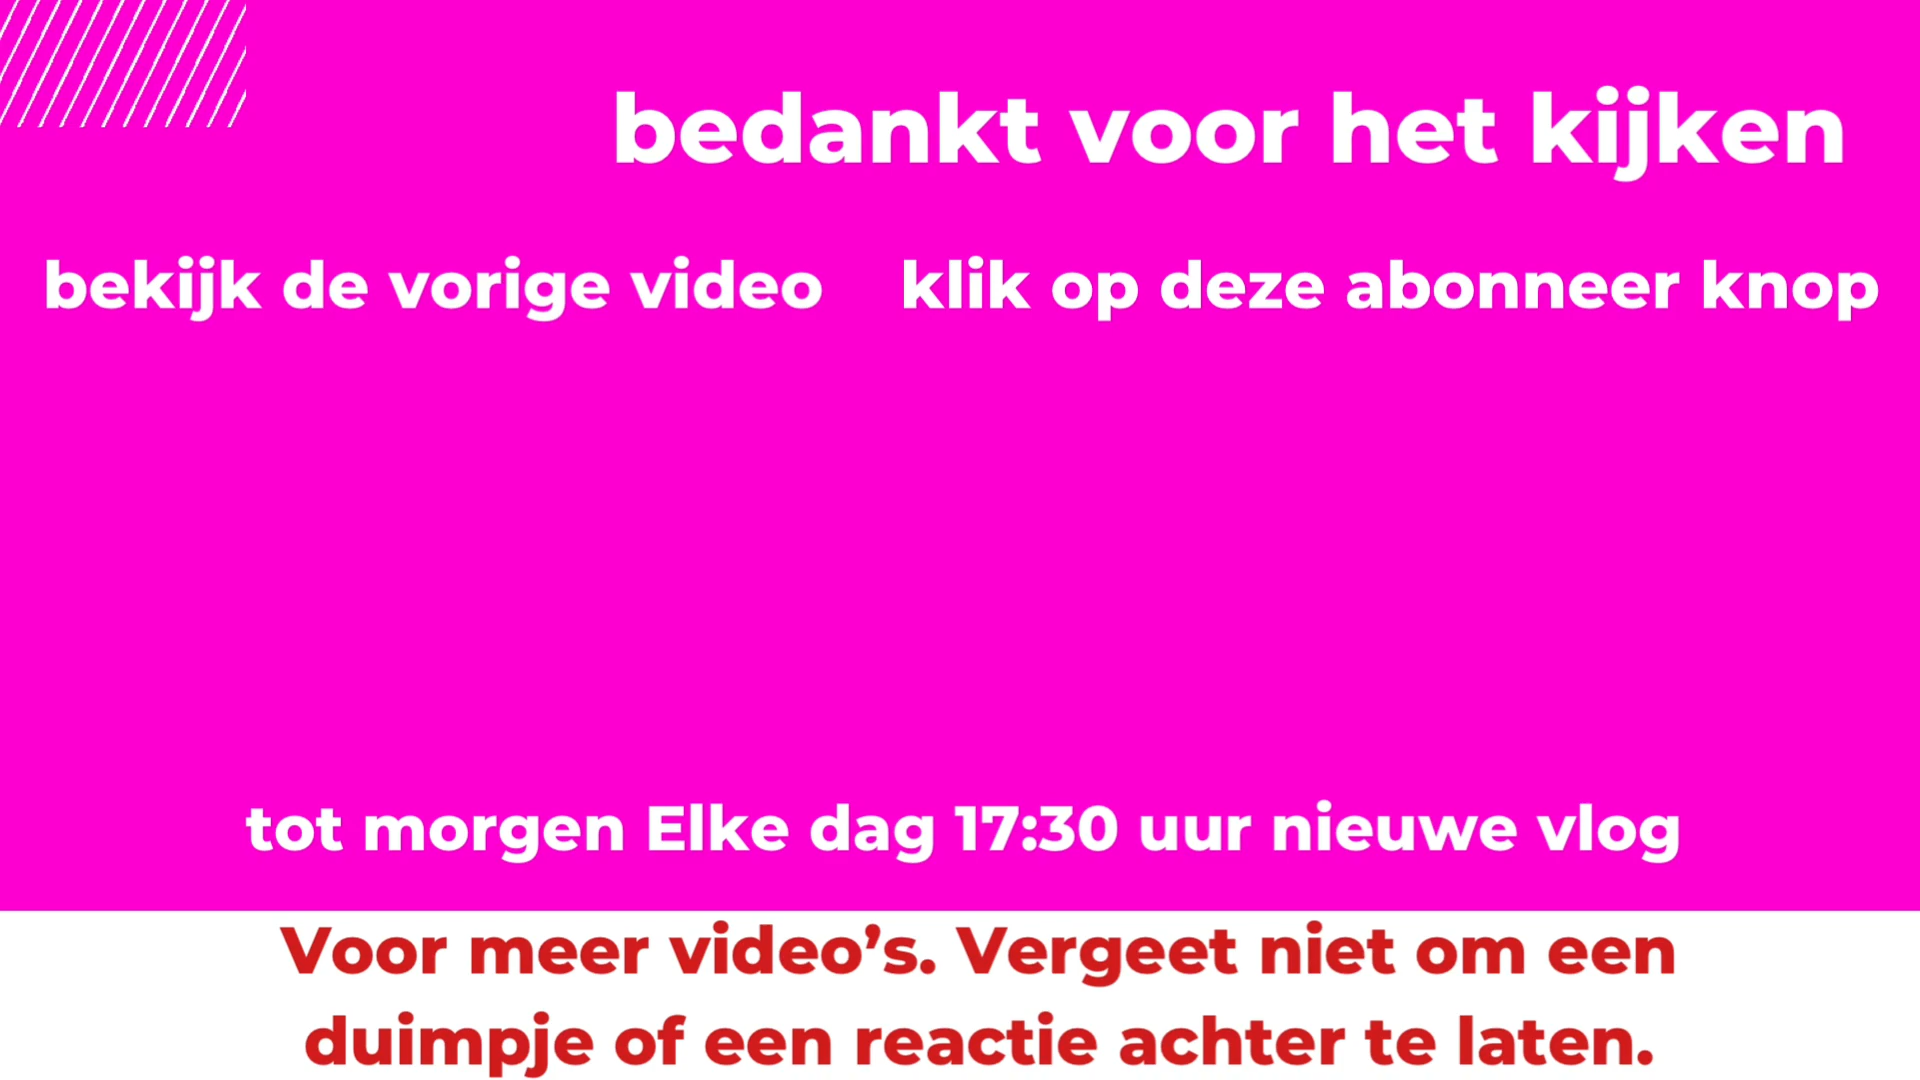 bedankt voor het kijken
bekijk de vorige video
klik op deze abonneer knop
tot morgen Elke dag 17:30 uur nieuwe vlog
Voor meer video’s. Vergeet niet om een
duimpje of een reactie achter te laten.